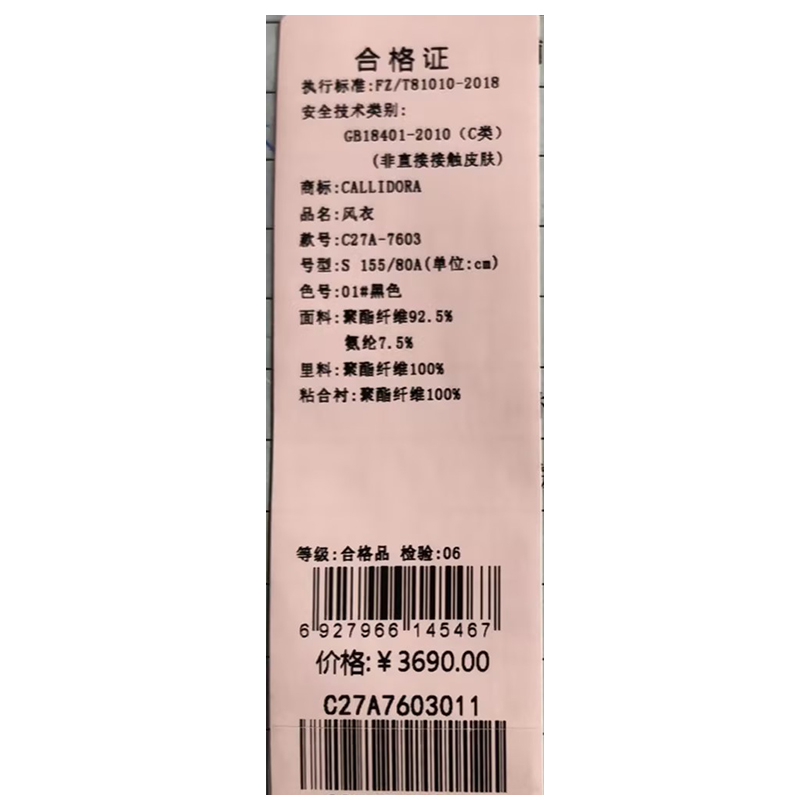 合格证
执行标准:FZ/T81010-2018
安全技术类别:
GB18401-2010（C类）
(非直接接触皮肤)
商标:CALLIDORA
品名:风衣
款号:C27A-7603
号型:S 155/80A(单位:cm)
色号:01#黑色
面料:聚酯纤维92.5%
氨纶7.5%
里料:聚酯纤维100%
粘合衬:聚酯纤维100%
等级:合格品 检验:06
6 927966 145467
价格:¥3690.00
C27A7603011